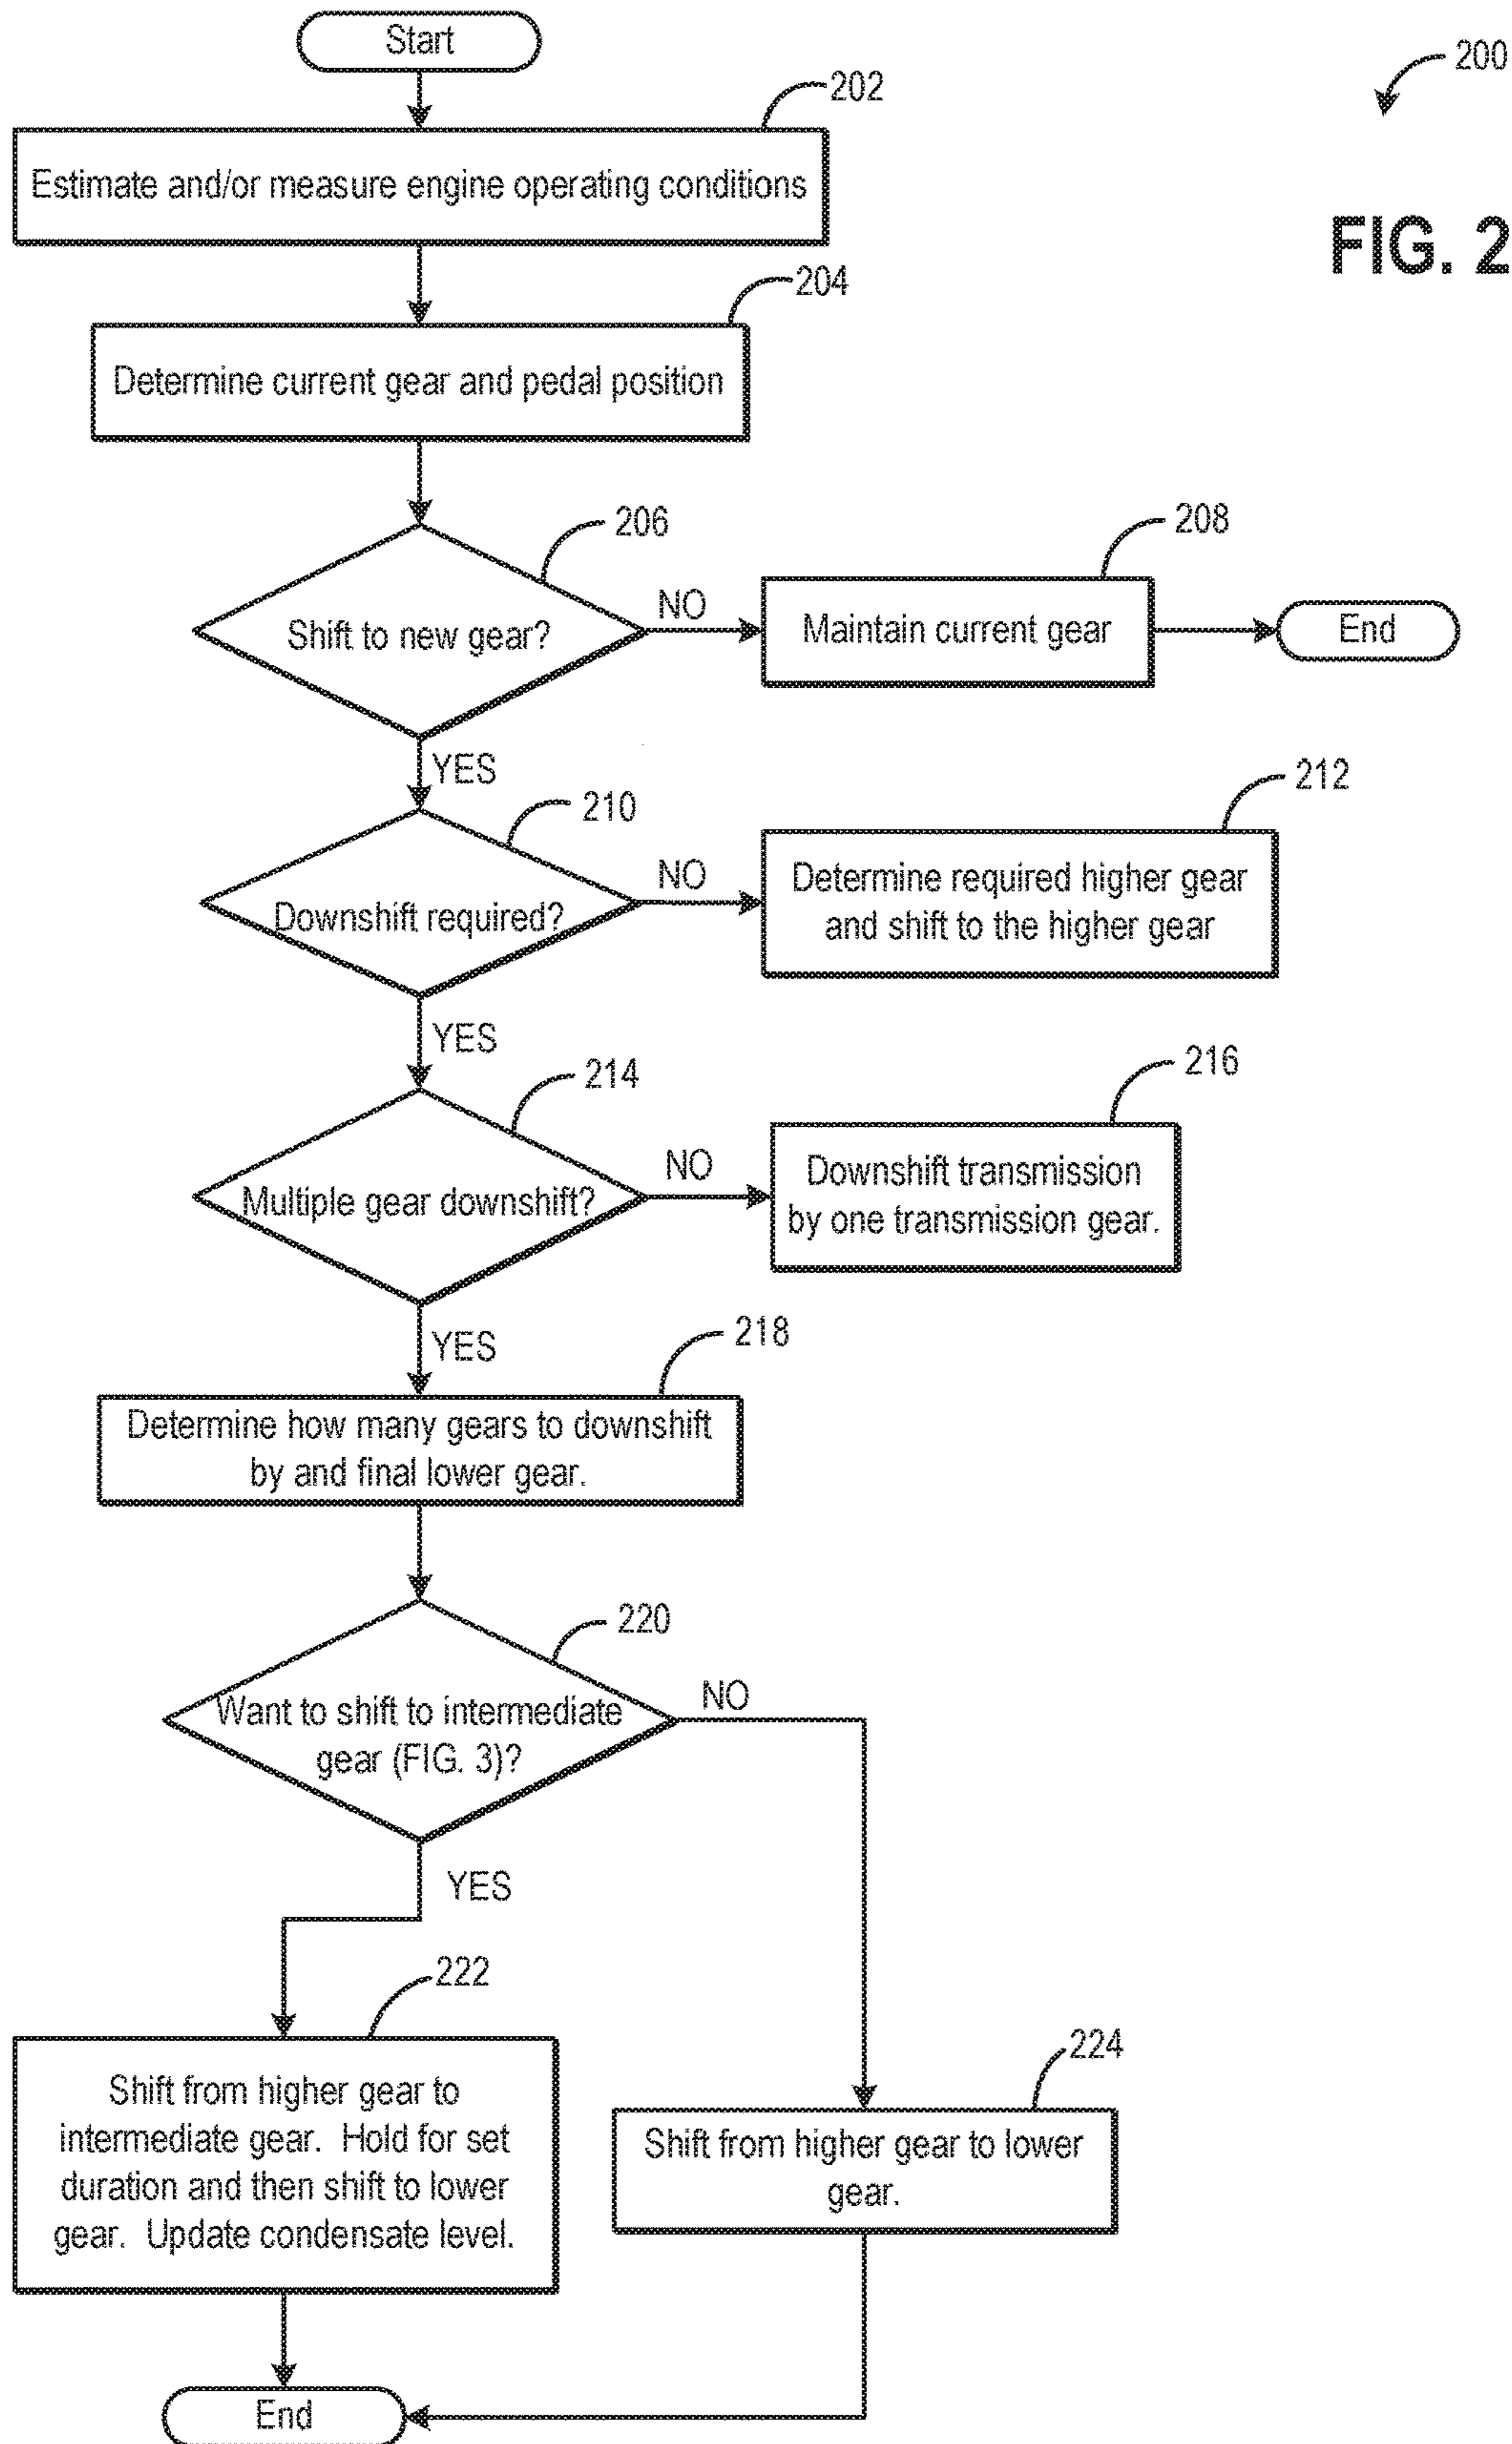 Start
200
202
Estimate and/or measure engine operating conditions
FIG. 2
204
Determine current gear and pedal position
206
208
Shift to new gear?
NO
Maintain current gear
End
YES
210
212
Downshift required?
NO
Determine required higher gear
and shift to the higher gear
YES
214
216
Multiple gear downshift?
NO
Downshift transmission
by one transmission gear.
YES
218
Determine how many gears to downshift
by and final lower gear.
220
Want to shift to intermediate
gear (FIG. 3)?
NO
YES
222
Shift from higher gear to
intermediate gear. Hold for set
duration and then shift to lower
gear. Update condensate level.
224
Shift from higher gear to lower
gear.
End